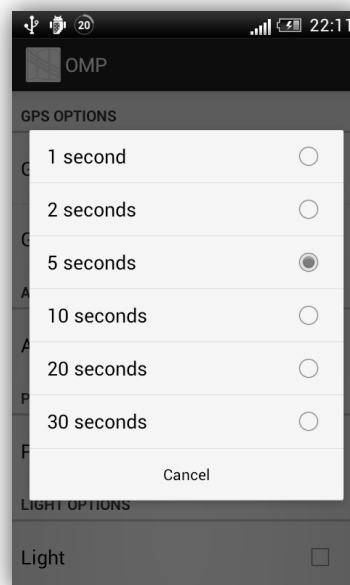 20 22:11
OMP
GPS OPTIONS
1 second
G
2 seconds
G
5 seconds
A
10 seconds
A
20 seconds
P
30 seconds
Cancel
LIGHT OPTIONS
Light